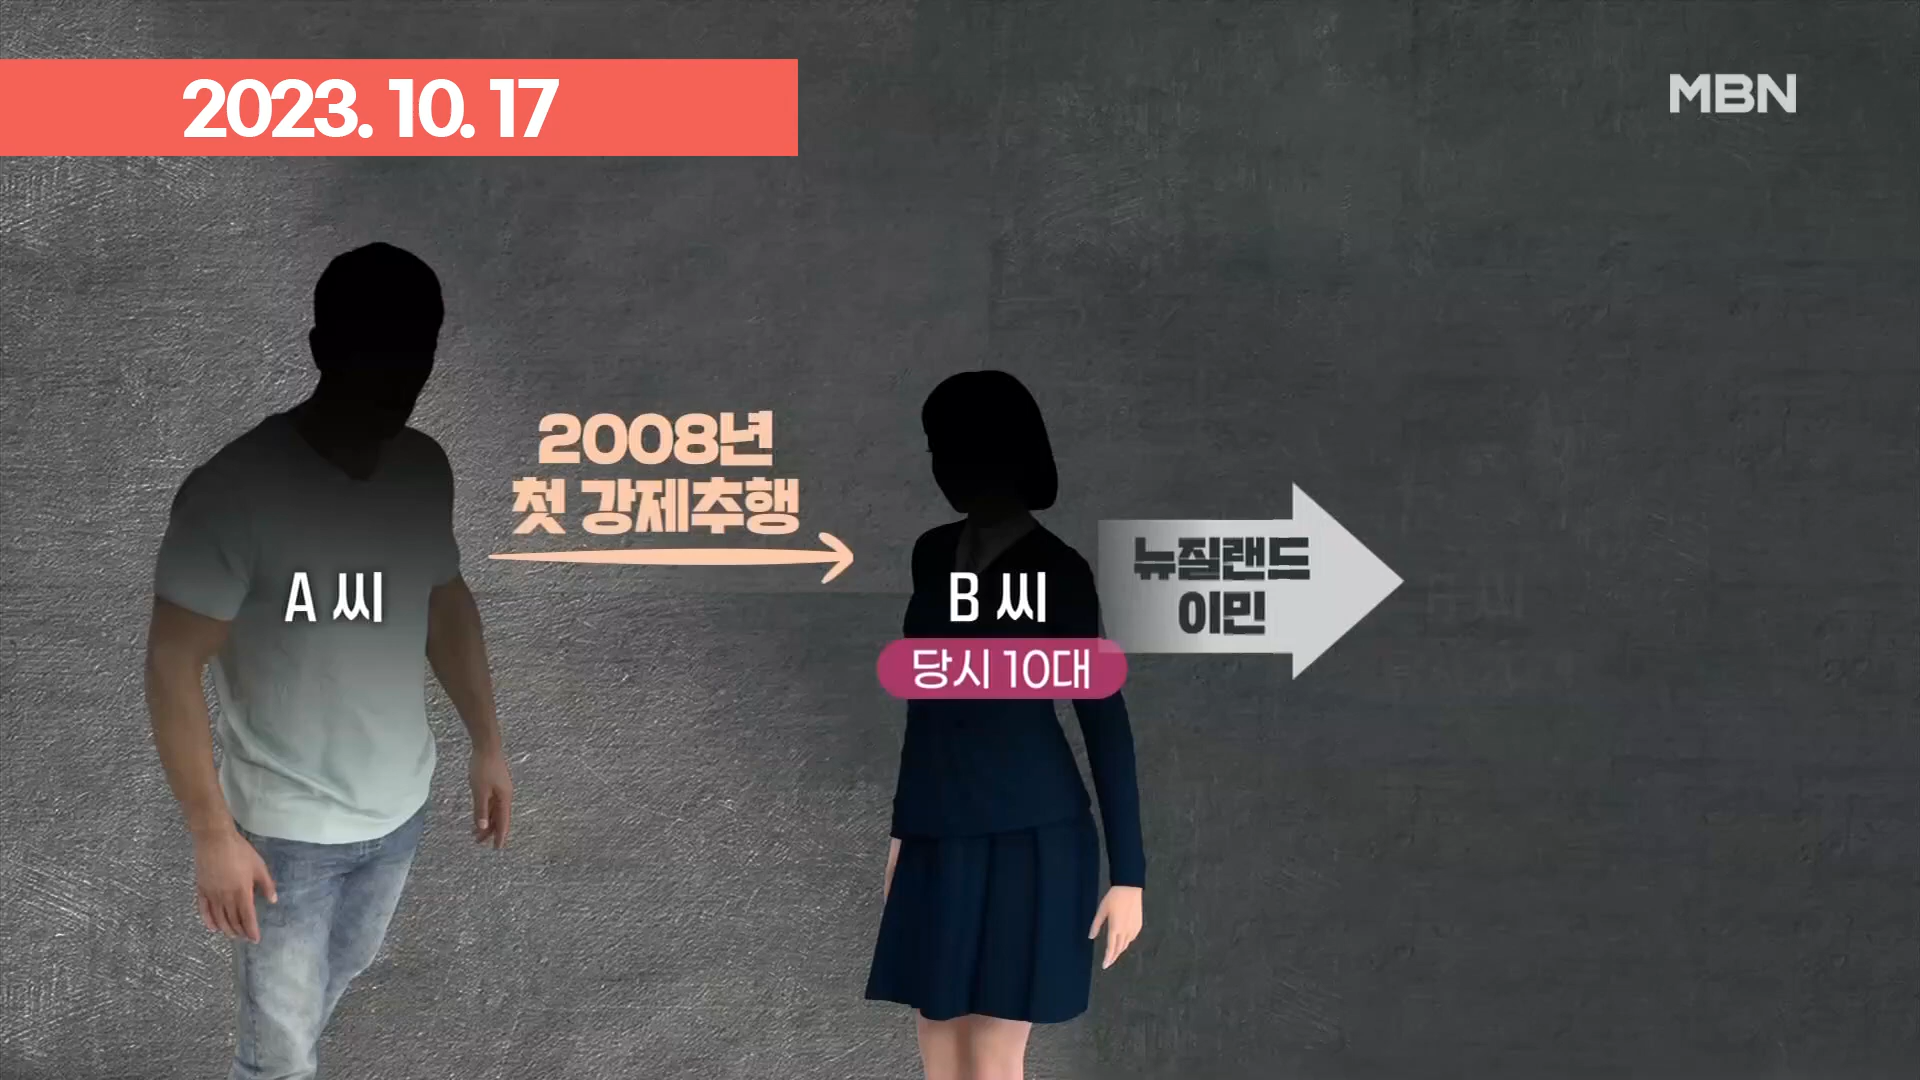 2023. 10. 17
MBN
2008년
첫 강제추행
A 씨
B 씨
당시 10대
뉴질랜드
이민